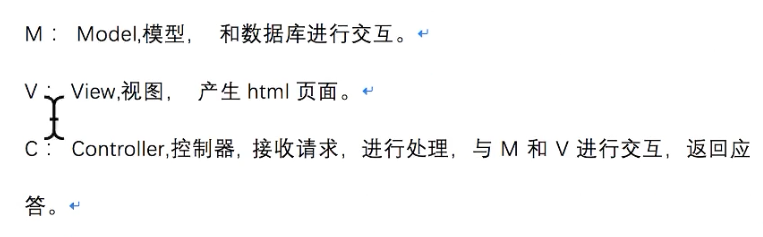 M： Model,模型， 和数据库进行交互。
V： View,视图， 产生 html 页面。
C： Controller,控制器, 接收请求，进行处理，与 M 和 V 进行交互，返回应
答。